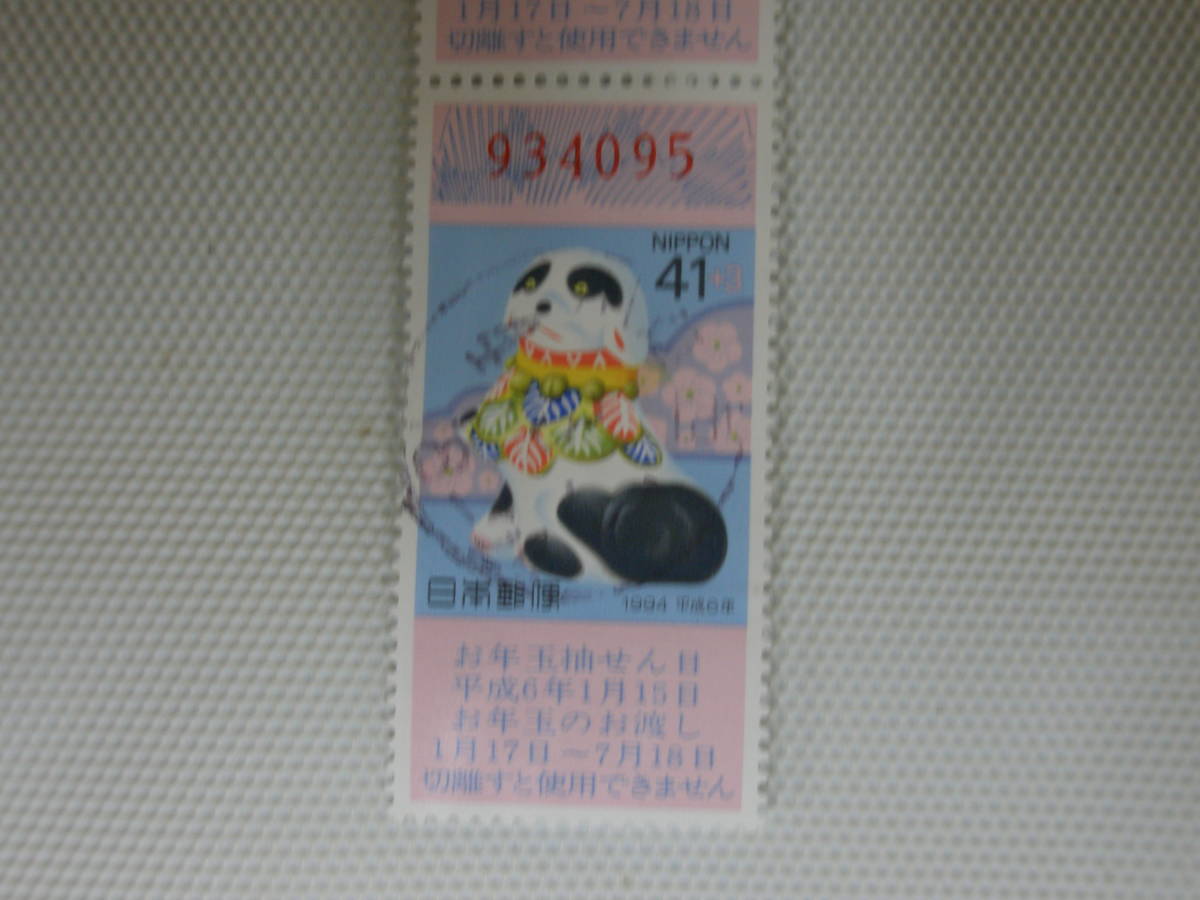 1月17日～7月18日
切離すと使用できません
934095
NIPPON
41+3
日本郵便
1994 平成6年
お年玉抽せん日
平成6年1月15日
お年玉のお渡し
1月17日～7月18日
切離すと使用できません